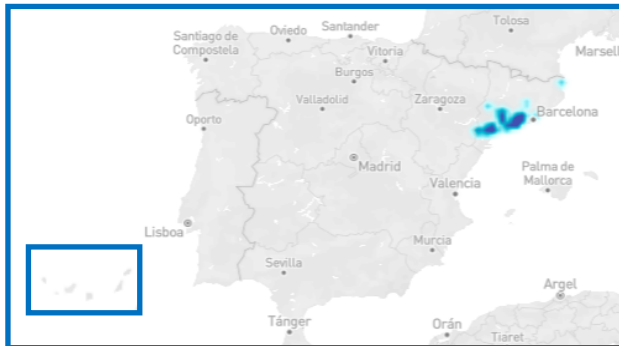 Tolosa
Santander
Oviedo
Santiago de
Compostela
Vitoria
Marsell
Burgos
Zaragoza
Valladolid
Barcelona
Oporto
Madrid
Palma de
Mallorca
Valencia
Lisboa
Murcia
Sevilla
Argel
Tánger
Orán
Tiaret